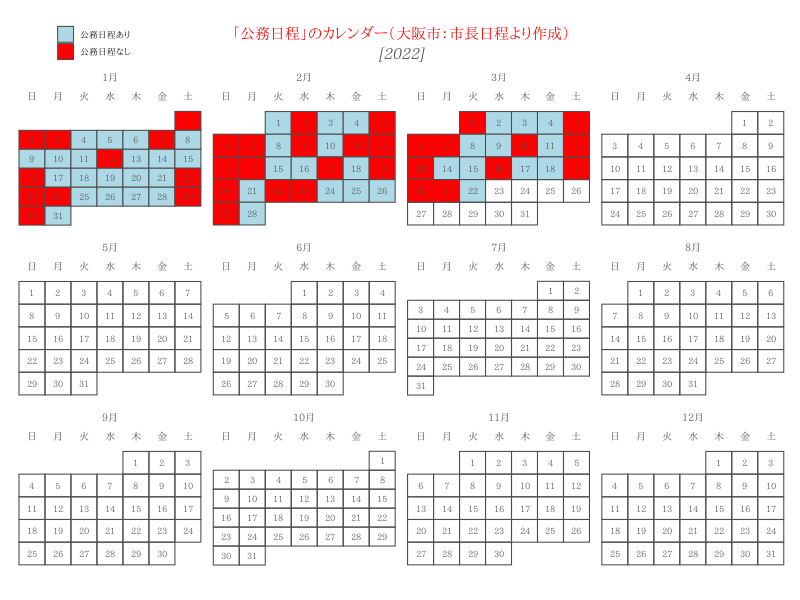 公務日程あり
公務日程なし
「公務日程」のカレンダー（大阪市：市長日程より作成）
[2022]
1月
日 月 火 水 木 金 土
1
2 3 4 5 6 7 8
9 10 11 12 13 14 15
16 17 18 19 20 21 22
23 24 25 26 27 28 29
30 31
2月
日 月 火 水 木 金 土
1 2 3 4 5
6 7 8 9 10 11 12
13 14 15 16 17 18 19
20 21 22 23 24 25 26
27 28
3月
日 月 火 水 木 金 土
1 2 3 4 5
6 7 8 9 10 11 12
13 14 15 16 17 18 19
20 21 22 23 24 25 26
27 28 29 30 31
4月
日 月 火 水 木 金 土
1 2
3 4 5 6 7 8 9
10 11 12 13 14 15 16
17 18 19 20 21 22 23
24 25 26 27 28 29 30
5月
日 月 火 水 木 金 土
1 2 3 4 5 6 7
8 9 10 11 12 13 14
15 16 17 18 19 20 21
22 23 24 25 26 27 28
29 30 31
6月
日 月 火 水 木 金 土
1 2 3 4
5 6 7 8 9 10 11
12 13 14 15 16 17 18
19 20 21 22 23 24 25
26 27 28 29 30
7月
日 月 火 水 木 金 土
1 2
3 4 5 6 7 8 9
10 11 12 13 14 15 16
17 18 19 20 21 22 23
24 25 26 27 28 29 30
31
8月
日 月 火 水 木 金 土
1 2 3 4 5 6
7 8 9 10 11 12 13
14 15 16 17 18 19 20
21 22 23 24 25 26 27
28 29 30 31
9月
日 月 火 水 木 金 土
1 2 3
4 5 6 7 8 9 10
11 12 13 14 15 16 17
18 19 20 21 22 23 24
25 26 27 28 29 30
10月
日 月 火 水 木 金 土
1
2 3 4 5 6 7 8
9 10 11 12 13 14 15
16 17 18 19 20 21 22
23 24 25 26 27 28 29
30 31
11月
日 月 火 水 木 金 土
1 2 3 4 5
6 7 8 9 10 11 12
13 14 15 16 17 18 19
20 21 22 23 24 25 26
27 28 29 30
12月
日 月 火 水 木 金 土
1 2 3
4 5 6 7 8 9 10
11 12 13 14 15 16 17
18 19 20 21 22 23 24
25 26 27 28 29 30 31